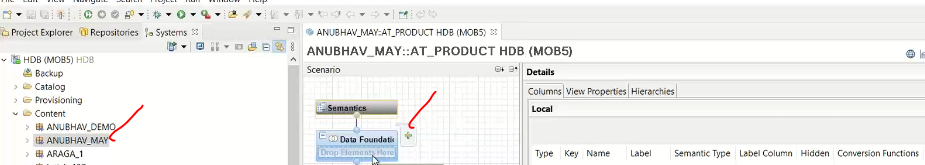 File Edit View Navigate Search Project Run Window Help
Project Explorer Repositories Systems
HDB (MOB5) HDB
Backup
Catalog
Provisioning
Content
ANUBHAV_DEMO
ANUBHAV_MAY
ARAGA_1
ANUBHAV_MAY::AT_PRODUCT HDB (MOB5)
ANUBHAV_MAY::AT_PRODUCT HDB (MOB5)
Scenario
Semantics
Data Foundatio
Drop Elements Here
Details
Columns View Properties Hierarchies
Local
Type Key Name Label Semantic Type Label Column Hidden Conversion Functions